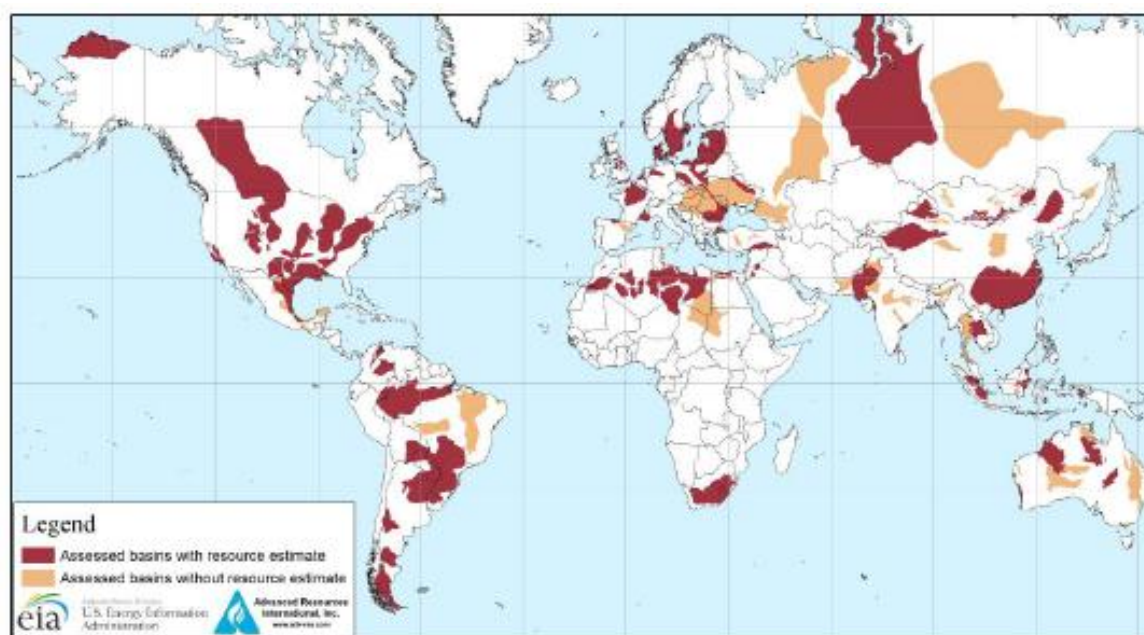 Legend
Assessed basins with resource estimate
Assessed basins without resource estimate
eia
U.S. Energy Information
Administration
Advanced Resources
International, Inc.